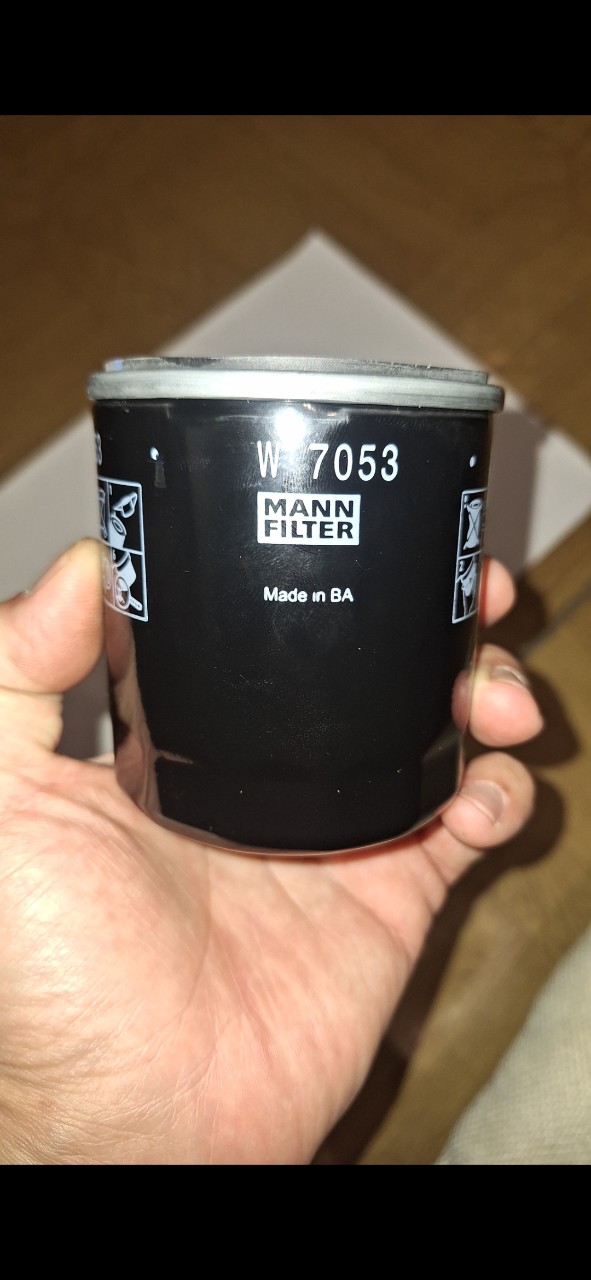 W 7053
MANN
FILTER
Made in BA